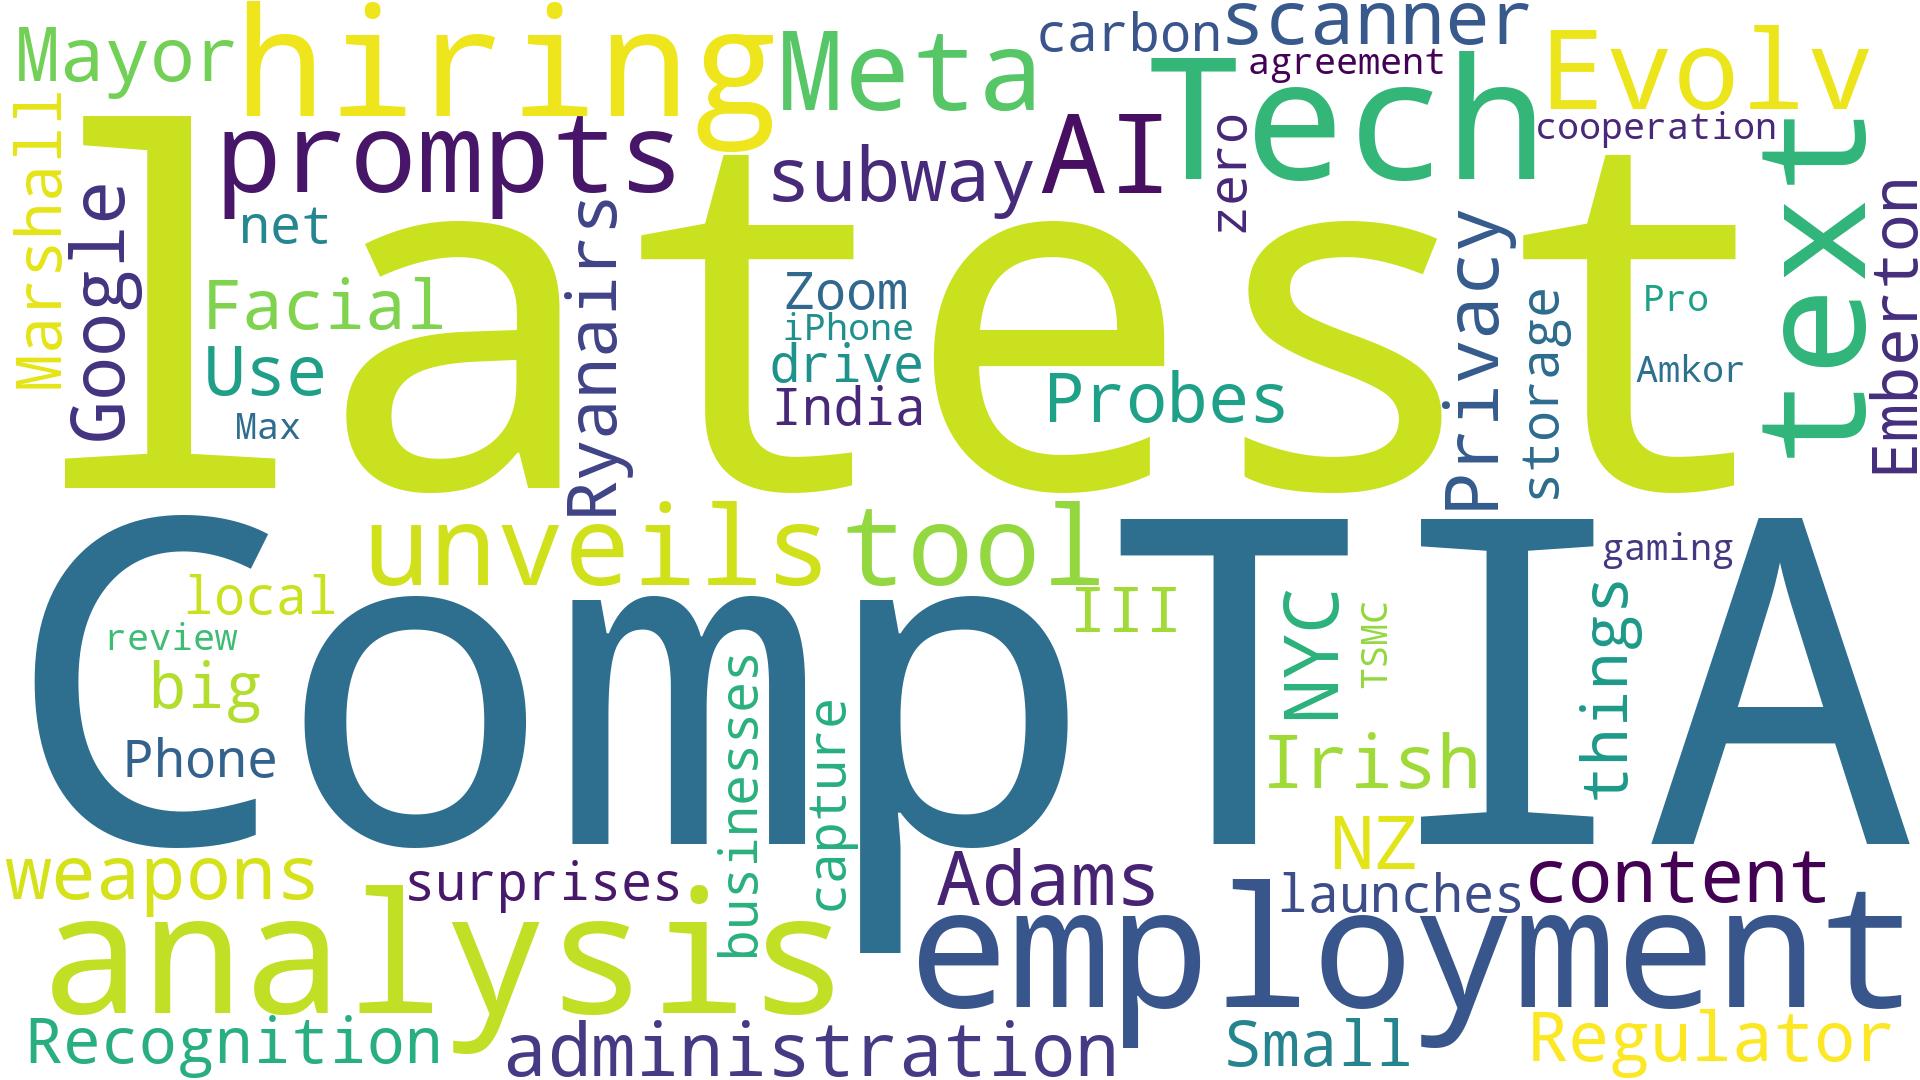 Mayor
hiring
Meta
carbon
scanner
agreement
Tech
Evolv
cooperation
Marshall
Google
prompts
subway
AI
zero
text
Emberton
latest
net
Facial
Use
Max
Ryanairs
Zoom
iPhone
drive
India
Probes
Privacy
storage
Pro
Amkor
unveils
tool
CompTIA
III
gaming
local
review
big
Phone
businesses
capture
NYC
TSMC
Irish
things
NZ
weapons
surprises
Adams
launches
content
analysis
employment
Recognition
administration
Small
Regulator